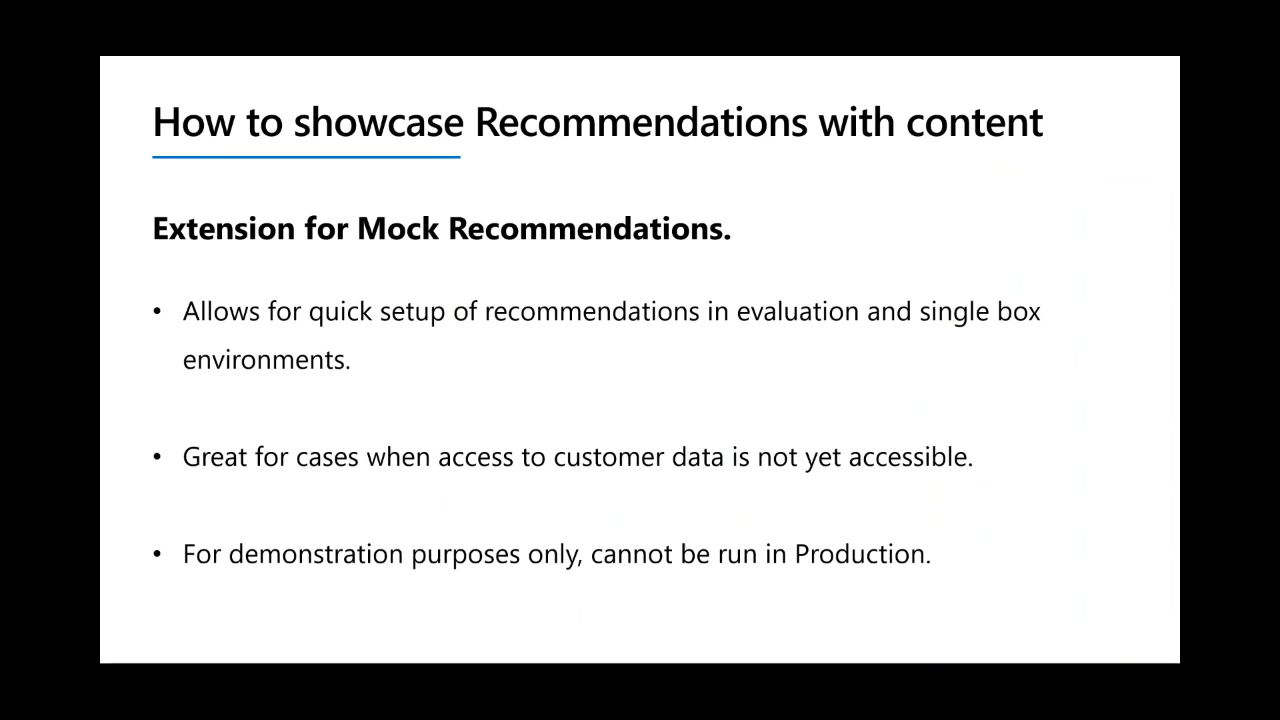 How to showcase Recommendations with content
Extension for Mock Recommendations.
• Allows for quick setup of recommendations in evaluation and single box
environments.
• Great for cases when access to customer data is not yet accessible.
• For demonstration purposes only, cannot be run in Production.